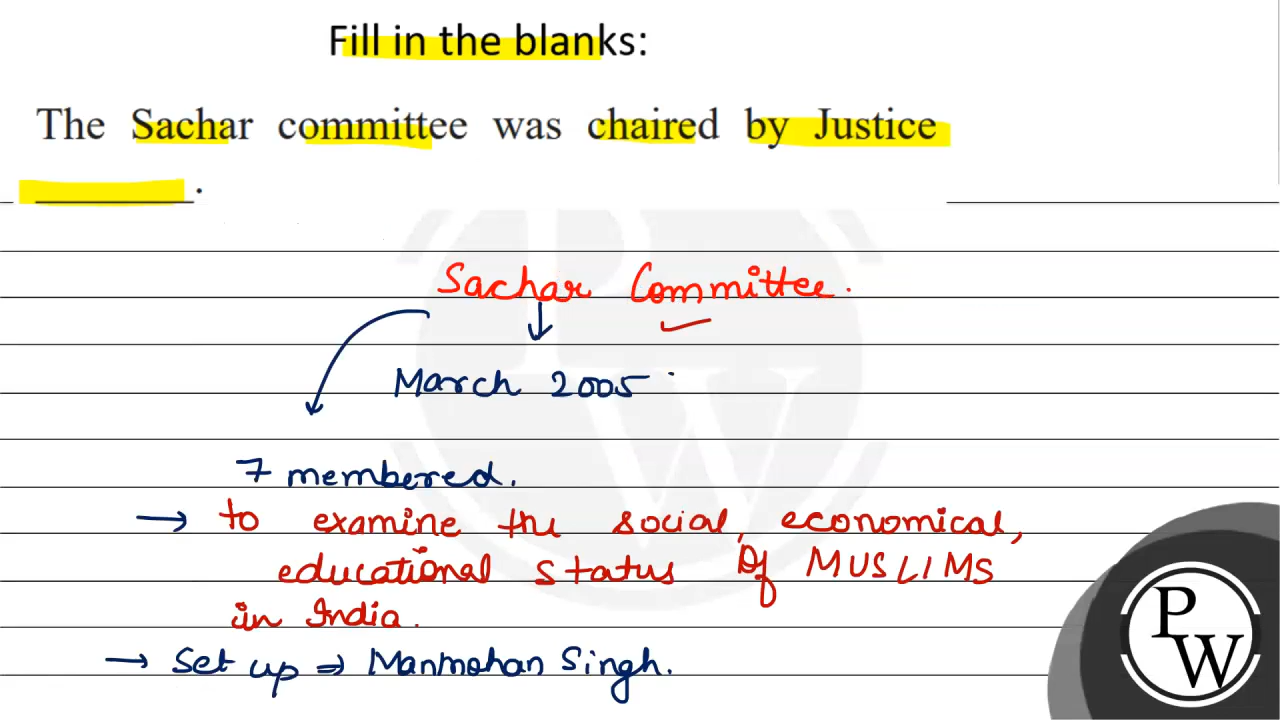 Fill in the blanks:
The Sachar committee was chaired by Justice
________.
Sachar Committee.
March 2005
7 membered.
→ to examine the social, economical,
educational status of MUSLIMS
in India.
→ Set up ⇒ Manmohan Singh.
P
W